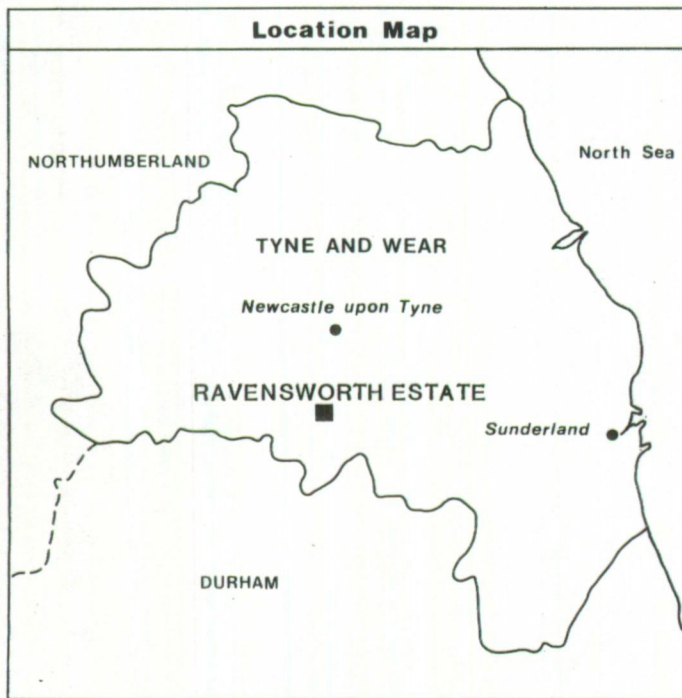 Location Map
NORTHUMBERLAND
North Sea
TYNE AND WEAR
Newcastle upon Tyne
RAVENSWORTH ESTATE
Sunderland
DURHAM